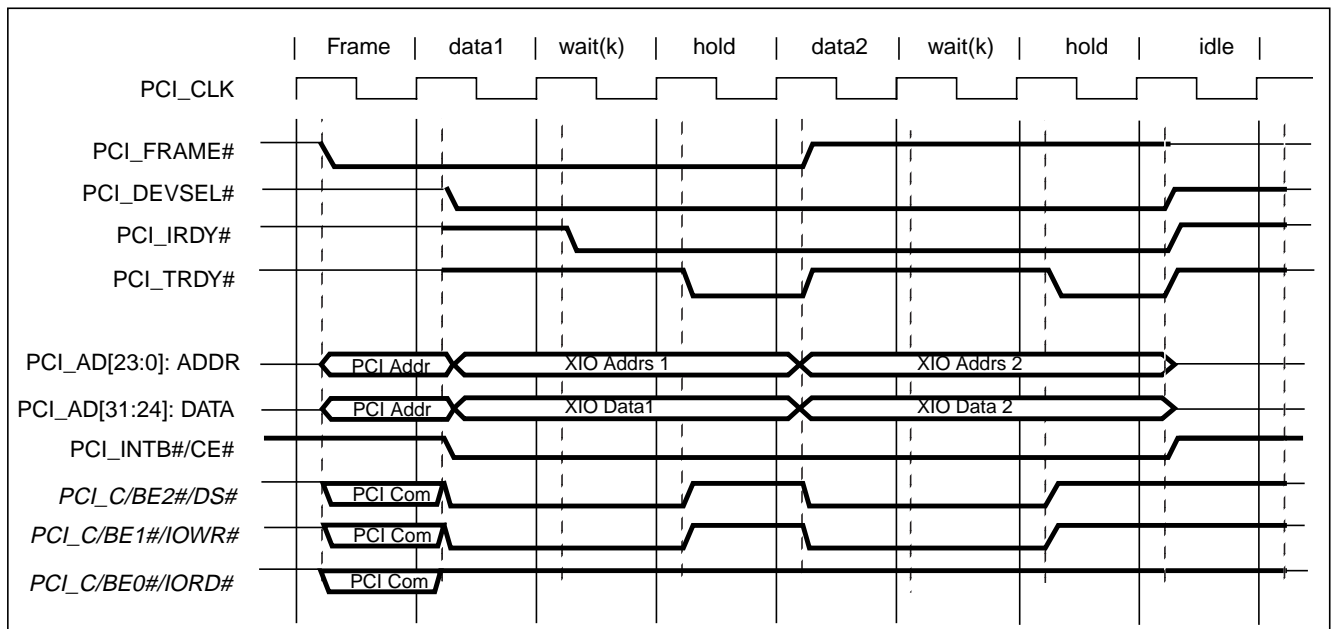 Frame data1 wait(k) hold data2 wait(k) hold idle
PCI_CLK
PCI_FRAME#
PCI_DEVSEL#
PCI_IRDY#
PCI_TRDY#
PCI_AD[23:0]: ADDR PCI Addr XIO Addrs 1 XIO Addrs 2
PCI_AD[31:24]: DATA PCI Addr XIO Data1 XIO Data 2
PCI_INTB#/CE#
PCI_C/BE2#/DS# PCI Com
PCI_C/BE1#/IOWR# PCI Com
PCI_C/BE0#/IORD# PCI Com